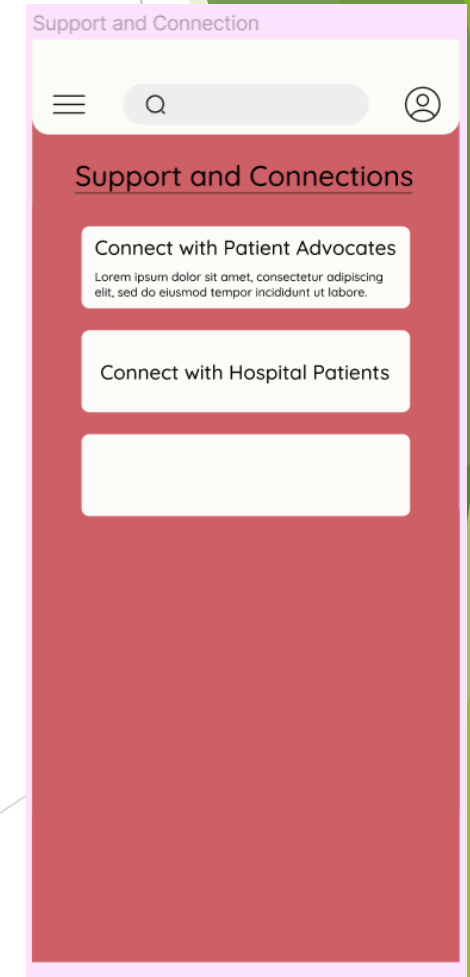 Support and Connection
Support and Connections
Connect with Patient Advocates
Lorem ipsum dolor sit amet, consectetur adipiscing
elit, sed do eiusmod tempor incididunt ut labore.
Connect with Hospital Patients